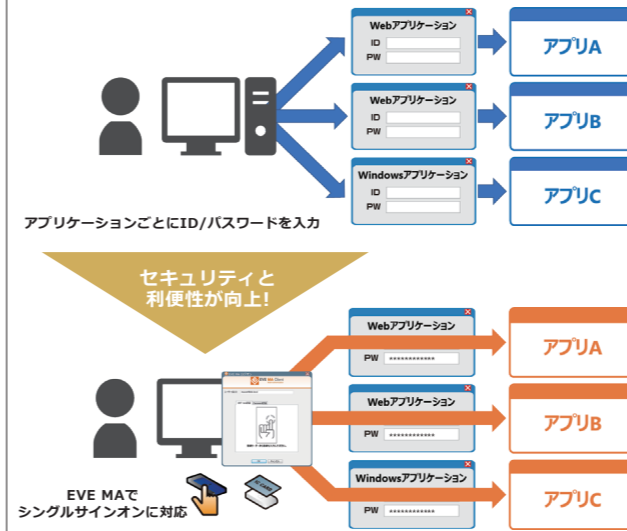 Webアプリケーション
ID
PW
アプリA
Webアプリケーション
ID
PW
アプリB
Windowsアプリケーション
ID
PW
アプリC
アプリケーションごとにID/パスワードを入力
セキュリティと
利便性が向上!
Webアプリケーション
PW ************
アプリA
Webアプリケーション
PW ************
アプリB
Windowsアプリケーション
PW ************
アプリC
EVE MA Client
IC CARD
EVE MAで
シングルサインオンに対応